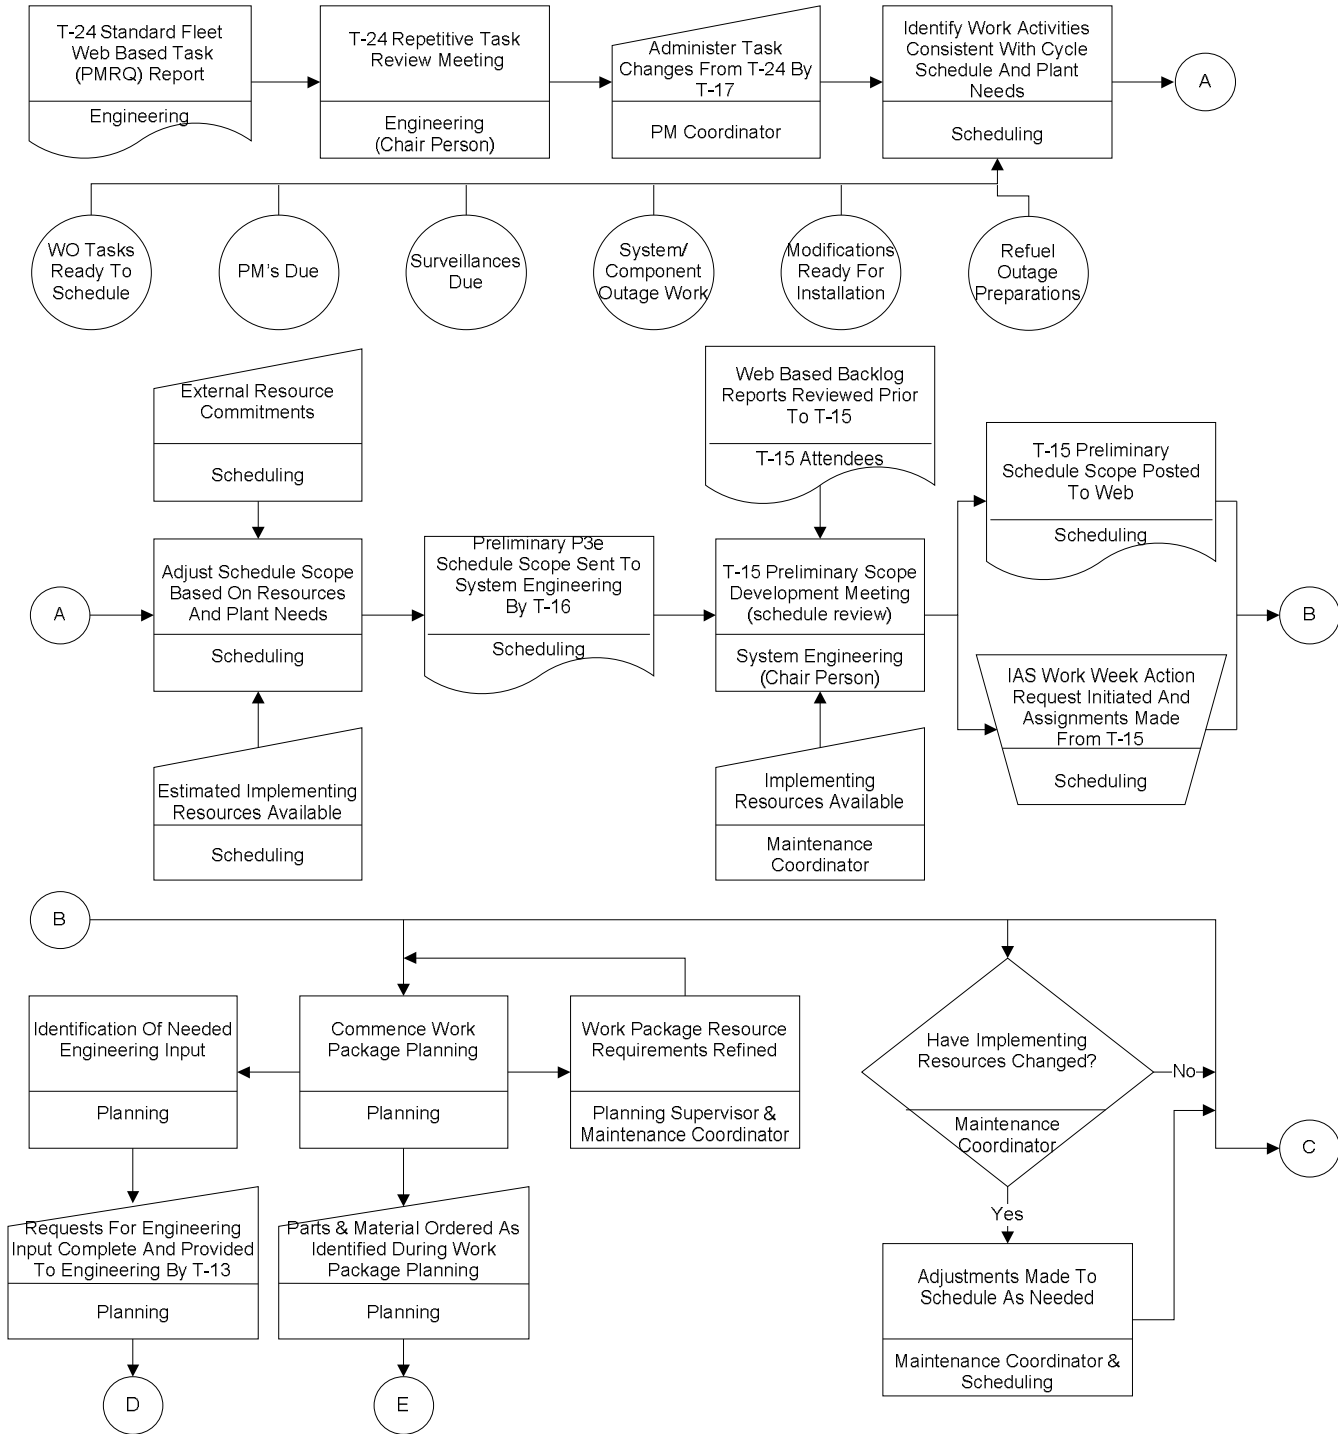 T-24 Standard Fleet
Web Based Task
(PMRQ) Report
Engineering
T-24 Repetitive Task
Review Meeting
Engineering
(Chair Person)
Administer Task
Changes From T-24 By
T-17
PM Coordinator
Identify Work Activities
Consistent With Cycle
Schedule And Plant
Needs
Scheduling
A
WO Tasks
Ready To
Schedule
PM's Due
Surveillances
Due
System/
Component
Outage Work
Modifications
Ready For
Installation
Refuel
Outage
Preparations
External Resource
Commitments
Scheduling
Web Based Backlog
Reports Reviewed Prior
To T-15
T-15 Attendees
T-15 Preliminary
Schedule Scope Posted
To Web
Scheduling
A
Adjust Schedule Scope
Based On Resources
And Plant Needs
Scheduling
Preliminary P3e
Schedule Scope Sent To
System Engineering
By T-16
Scheduling
T-15 Preliminary Scope
Development Meeting
(schedule review)
System Engineering
(Chair Person)
B
IAS Work Week Action
Request Initiated And
Assignments Made
From T-15
Scheduling
Estimated Implementing
Resources Available
Scheduling
Implementing
Resources Available
Maintenance
Coordinator
B
Identification Of Needed
Engineering Input
Planning
Commence Work
Package Planning
Planning
Work Package Resource
Requirements Refined
Planning Supervisor &
Maintenance Coordinator
Have Implementing
Resources Changed?
Maintenance
Coordinator
No
C
Yes
Requests For Engineering
Input Complete And Provided
To Engineering By T-13
Planning
Parts & Material Ordered As
Identified During Work
Package Planning
Planning
Adjustments Made To
Schedule As Needed
Maintenance Coordinator &
Scheduling
D
E